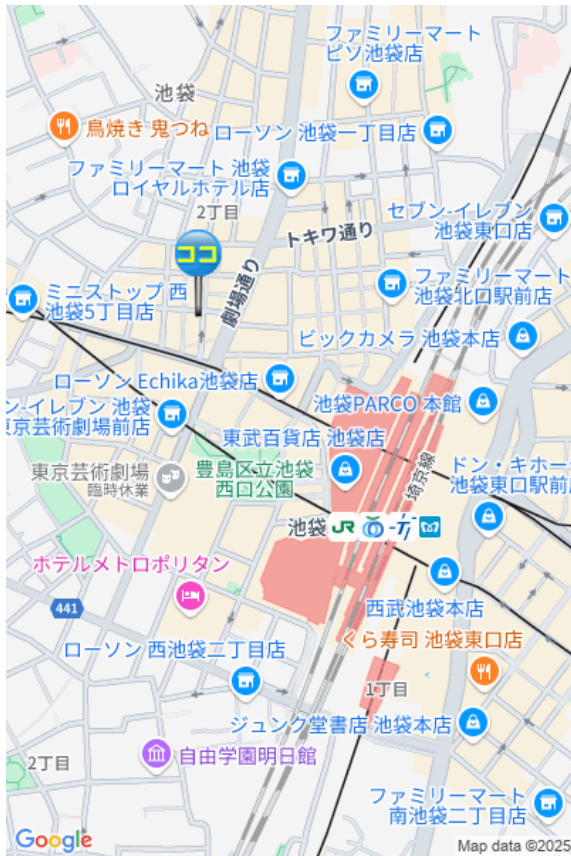 ファミリーマート
ピソ池袋店
池袋
鳥焼き 鬼つね
ローソン 池袋一丁目店
ファミリーマート 池袋
ロイヤルホテル店
2丁目
トキワ通り
セブン-イレブン
池袋東口店
ココ
劇場通り
ミニストップ 西
池袋5丁目店
ファミリーマート
池袋北口駅前店
ビックカメラ 池袋本店
ローソン Echika池袋店
池袋PARCO 本館
ン-イレブン 池袋
東京芸術劇場前店
東武百貨店 池袋店
埼京線
東京芸術劇場
臨時休業
豊島区立池袋
西口公園
ドン・キホーテ
池袋東口駅前店
池袋 JR
ホテルメトロポリタン
西武池袋本店
441
くら寿司 池袋東口店
ローソン 西池袋二丁目店
1丁目
ジュンク堂書店 池袋本店
自由学園明日館
2丁目
ファミリーマート
南池袋二丁目店
Google
Map data ©2025